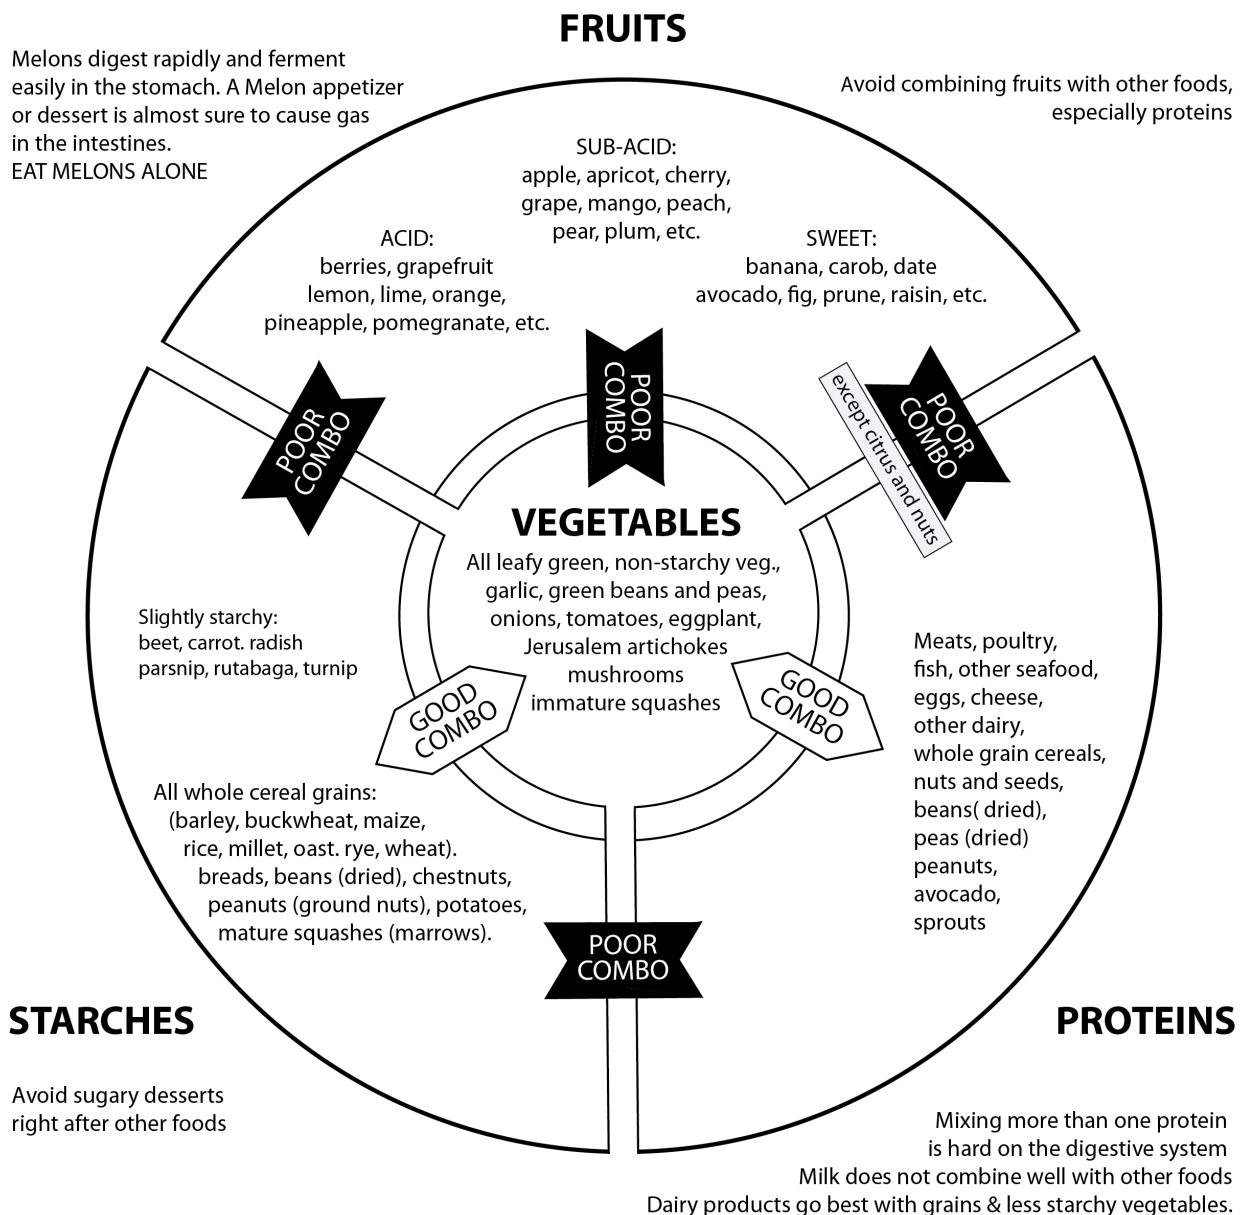 FRUITS
Melons digest rapidly and ferment
easily in the stomach. A Melon appetizer
or dessert is almost sure to cause gas
in the intestines.
EAT MELONS ALONE
Avoid combining fruits with other foods,
especially proteins
SUB-ACID:
apple, apricot, cherry,
grape, mango, peach,
pear, plum, etc.
ACID:
berries, grapefruit
lemon, lime, orange,
pineapple, pomegranate, etc.
SWEET:
banana, carob, date
avocado, fig, prune, raisin, etc.
POOR
COMBO
POOR
COMBO
POOR
COMBO
except citrus and nuts
VEGETABLES
All leafy green, non-starchy veg.,
garlic, green beans and peas,
onions, tomatoes, eggplant,
Jerusalem artichokes
mushrooms
immature squashes
Slightly starchy:
beet, carrot. radish
parsnip, rutabaga, turnip
GOOD
COMBO
GOOD
COMBO
Meats, poultry,
fish, other seafood,
eggs, cheese,
other dairy,
whole grain cereals,
nuts and seeds,
beans( dried),
peas (dried)
peanuts,
avocado,
sprouts
All whole cereal grains:
(barley, buckwheat, maize,
rice, millet, oast. rye, wheat).
breads, beans (dried), chestnuts,
peanuts (ground nuts), potatoes,
mature squashes (marrows).
POOR
COMBO
STARCHES
PROTEINS
Avoid sugary desserts
right after other foods
Mixing more than one protein
is hard on the digestive system
Milk does not combine well with other foods
Dairy products go best with grains & less starchy vegetables.